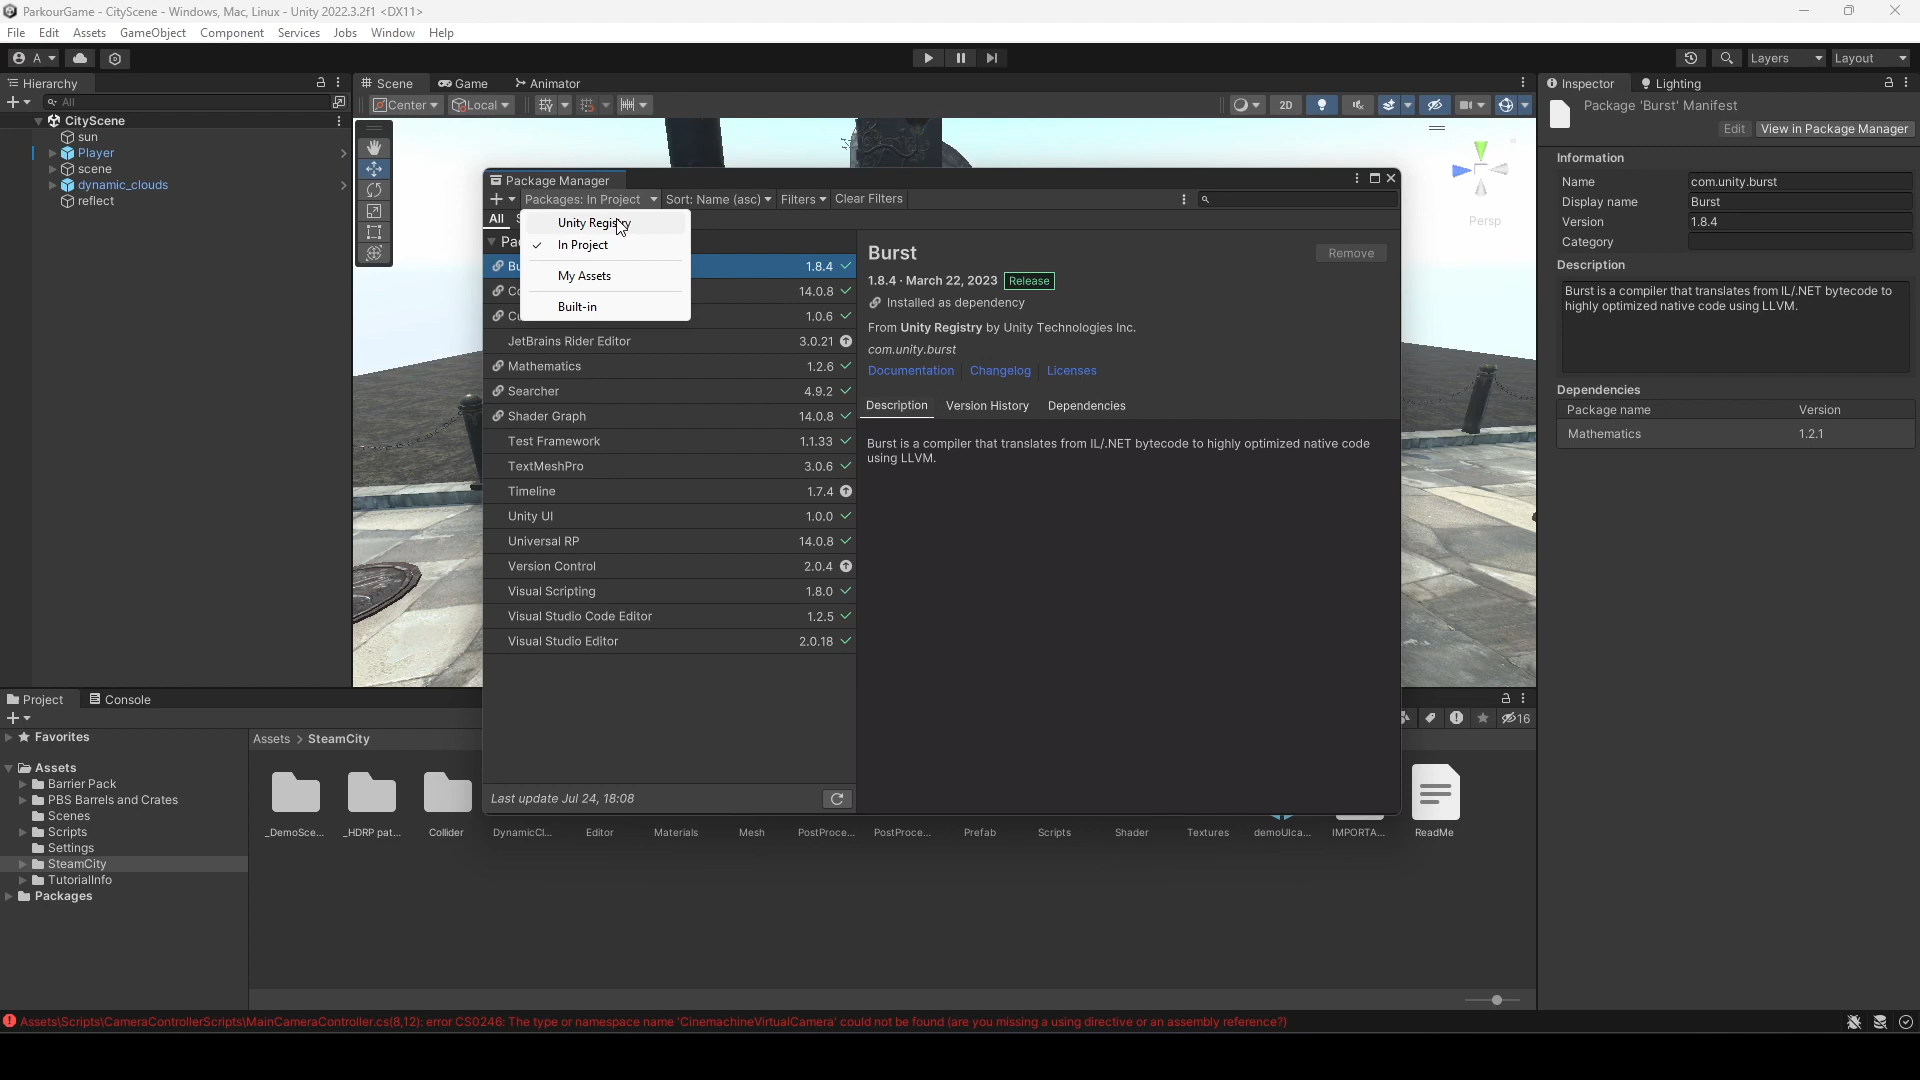 ParkourGame - CityScene - Windows, Mac, Linux - Unity 2022.3.2f1 <DX11>
File Edit Assets GameObject Component Services Jobs Window Help
A
Layers
Layout
Hierarchy
Scene
Game
Animator
Inspector
Lighting
All
Center
Local
2D
CityScene
sun
Player
scene
dynamic_clouds
reflect
Persp
Package Manager
Packages: In Project
Sort: Name (asc)
Filters
Clear Filters
All
Unity Registry
In Project
My Assets
Built-in
1.8.4
14.0.8
1.0.6
JetBrains Rider Editor 3.0.21
Mathematics 1.2.6
Searcher 4.9.2
Shader Graph 14.0.8
Test Framework 1.1.33
TextMeshPro 3.0.6
Timeline 1.7.4
Unity UI 1.0.0
Universal RP 14.0.8
Version Control 2.0.4
Visual Scripting 1.8.0
Visual Studio Code Editor 1.2.5
Visual Studio Editor 2.0.18
Last update Jul 24, 18:08
Burst
Remove
1.8.4 · March 22, 2023 Release
Installed as dependency
From Unity Registry by Unity Technologies Inc.
com.unity.burst
Documentation Changelog Licenses
Description Version History Dependencies
Burst is a compiler that translates from IL/.NET bytecode to highly optimized native code
using LLVM.
Package 'Burst' Manifest
Edit View in Package Manager
Information
Name com.unity.burst
Display name Burst
Version 1.8.4
Category
Description
Burst is a compiler that translates from IL/.NET bytecode to
highly optimized native code using LLVM.
Dependencies
Package name Version
Mathematics 1.2.1
Project
Console
16
Favorites
Assets
Barrier Pack
PBS Barrels and Crates
Scenes
Scripts
Settings
SteamCity
TutorialInfo
Packages
Assets > SteamCity
_DemoSce... _HDRP pat... Collider DynamicCl... Editor Materials Mesh PostProce... PostProce... Prefab Scripts Shader Textures demoUIca... IMPORTA... ReadMe
Assets\Scripts\CameraControllerScripts\MainCameraController.cs(8,12): error CS0246: The type or namespace name 'CinemachineVirtualCamera' could not be found (are you missing a using directive or an assembly reference?)